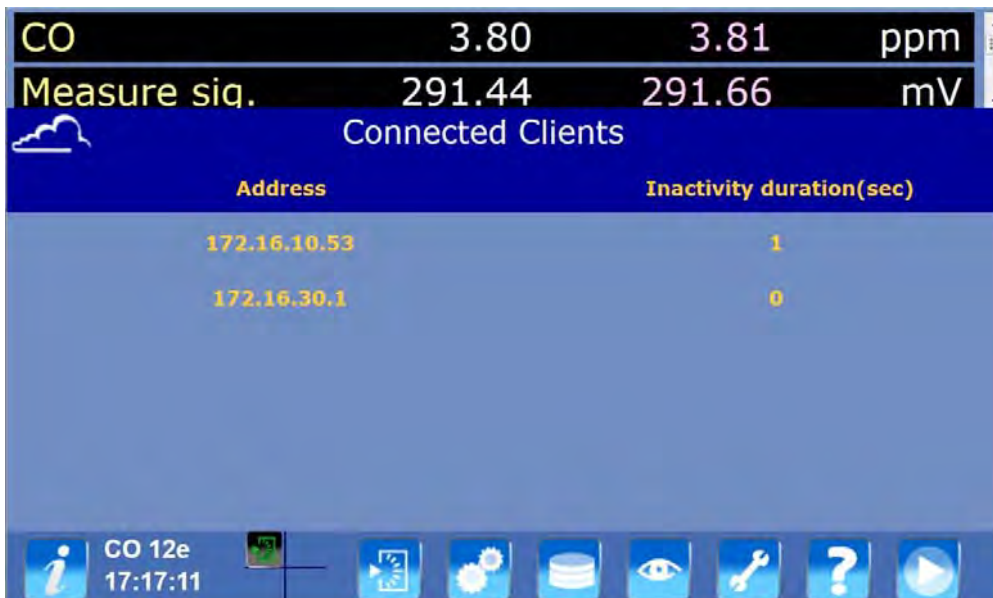 CO 3.80 3.81 ppm
Measure sig. 291.44 291.66 mV
Connected Clients
Address Inactivity duration(sec)
172.16.10.53 1
172.16.30.1 0
i CO 12e ?
17:17:11